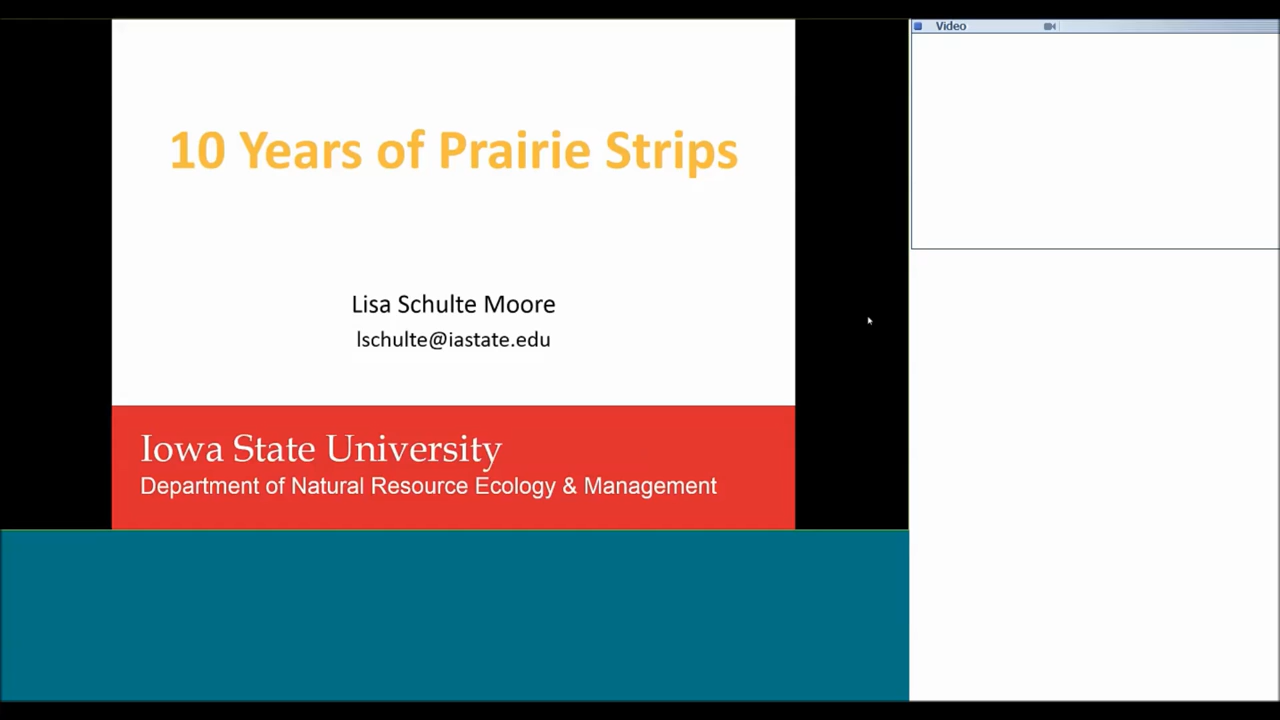 Video
10 Years of Prairie Strips
Lisa Schulte Moore
lschulte@iastate.edu
Iowa State University
Department of Natural Resource Ecology & Management